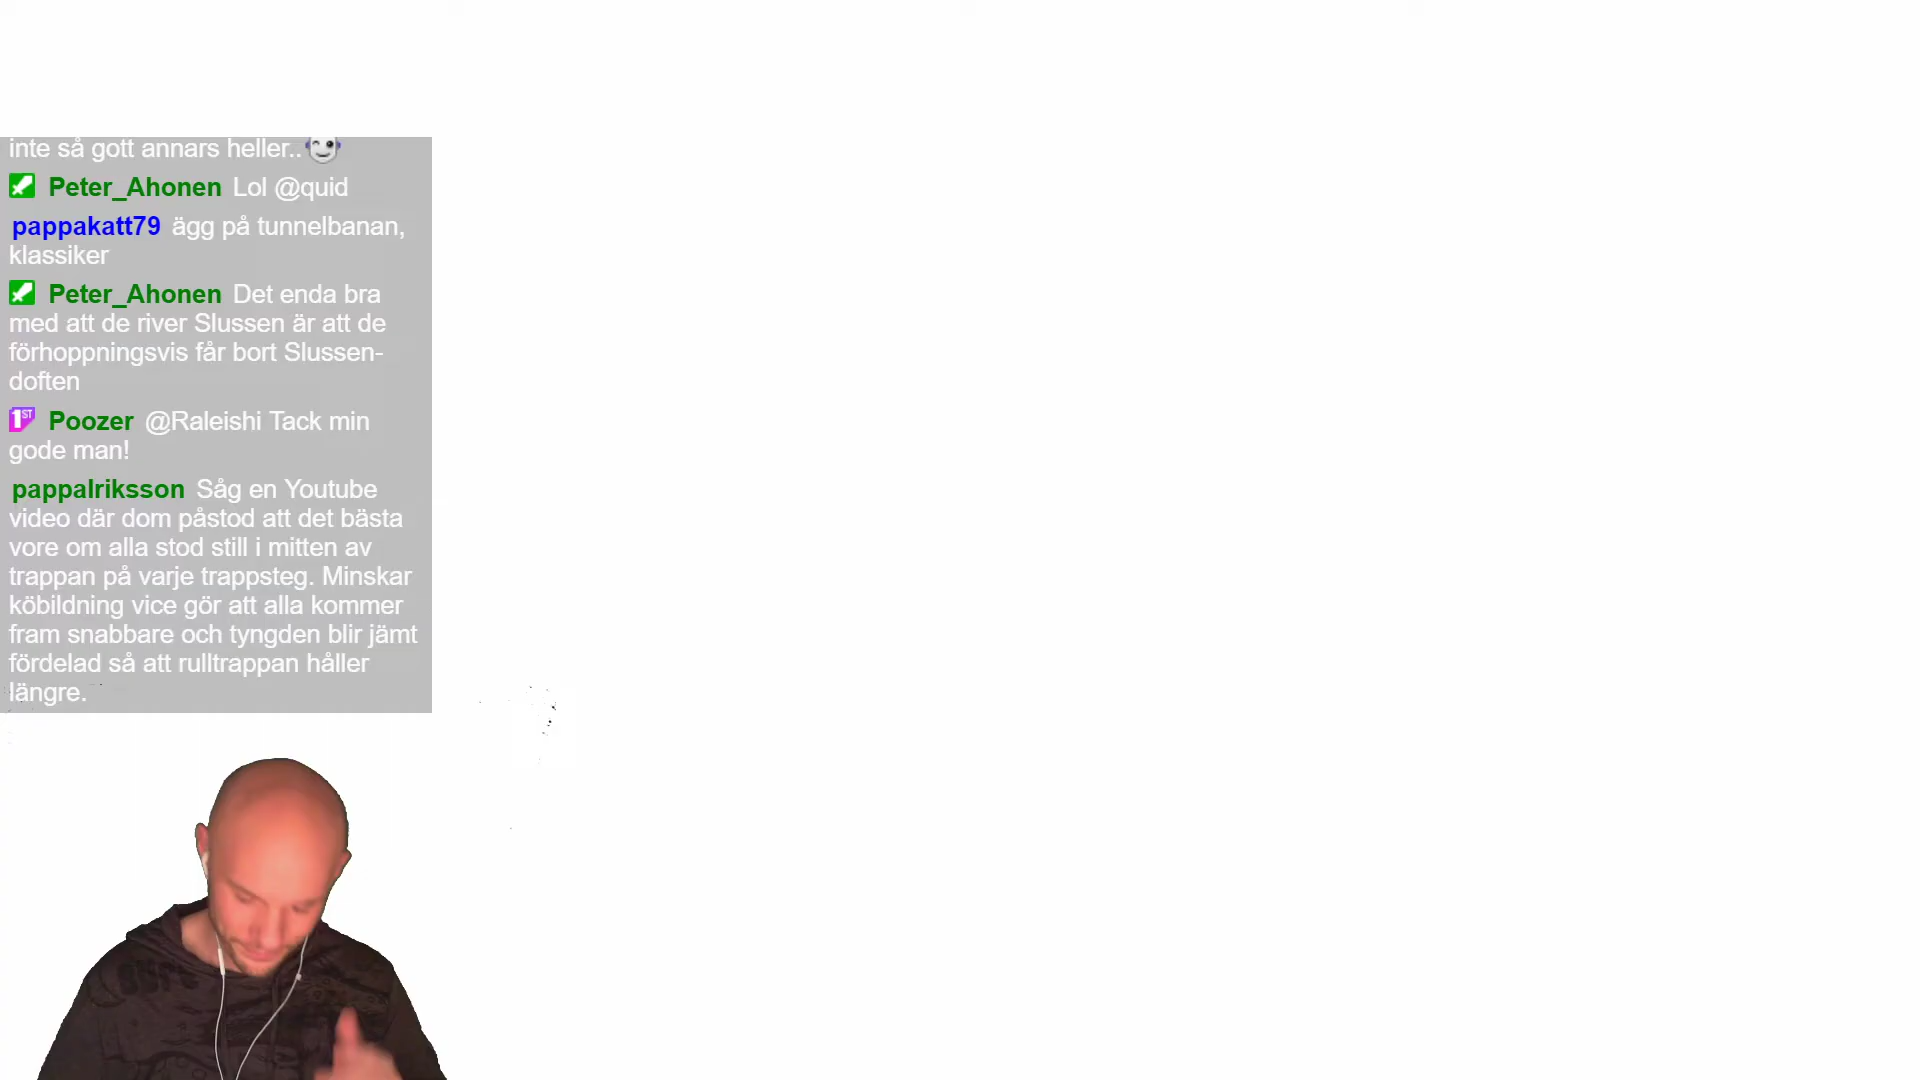 inte så gott annars heller..
Peter_Ahonen Lol @quid
pappakatt79 ägg på tunnelbanan,
klassiker
Peter_Ahonen Det enda bra
med att de river Slussen är att de
förhoppningsvis får bort Slussen-
doften
1ST Poozer @Raleishi Tack min
gode man!
pappalriksson Såg en Youtube
video där dom påstod att det bästa
vore om alla stod still i mitten av
trappan på varje trappsteg. Minskar
köbildning vice gör att alla kommer
fram snabbare och tyngden blir jämt
fördelad så att rulltrappan håller
längre.